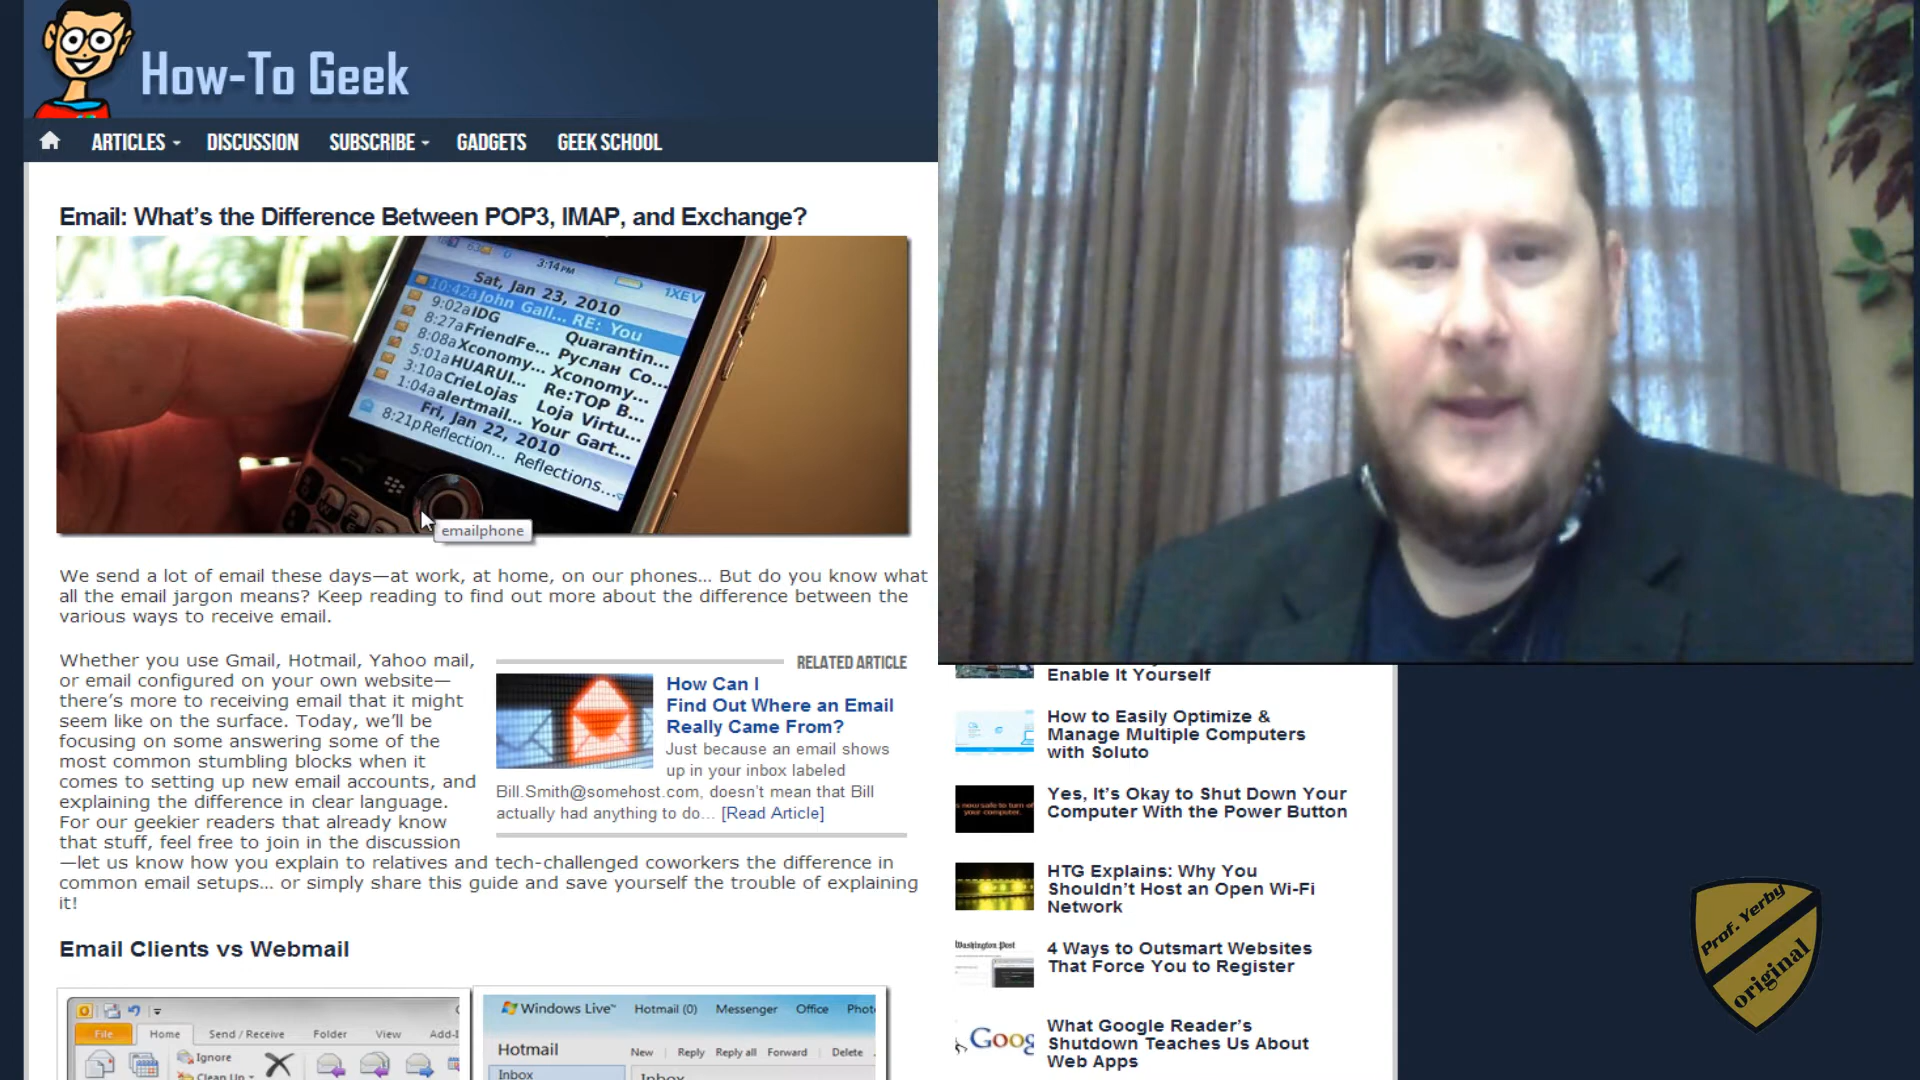 How-To Geek
ARTICLES
DISCUSSION
SUBSCRIBE
GADGETS
GEEK SCHOOL
Email: What's the Difference Between POP3, IMAP, and Exchange?
3:14PM
1XEV
Sat, Jan 23, 2010
10:42a John Gall... RE: You
9:02a IDG Quarantin...
8:27a FriendFe... Руслан Со...
8:08a Xconomy... Xconomy...
5:01a HUARUI... Re:TOP B...
3:10a CrieLojas Loja Virtu...
1:04a alertmail... Your Gart...
Fri, Jan 22, 2010
8:21p Reflection... Reflections...
emailphone
We send a lot of email these days—at work, at home, on our phones... But do you know what
all the email jargon means? Keep reading to find out more about the difference between the
various ways to receive email.
Whether you use Gmail, Hotmail, Yahoo mail,
or email configured on your own website—
there's more to receiving email that it might
seem like on the surface. Today, we'll be
focusing on some answering some of the
most common stumbling blocks when it
comes to setting up new email accounts, and
explaining the difference in clear language.
For our geekier readers that already know
that stuff, feel free to join in the discussion
—let us know how you explain to relatives and tech-challenged coworkers the difference in
common email setups... or simply share this guide and save yourself the trouble of explaining
it!
RELATED ARTICLE
How Can I
Find Out Where an Email
Really Came From?
Just because an email shows
up in your inbox labeled
Bill.Smith@somehost.com, doesn't mean that Bill
actually had anything to do... [Read Article]
Email Clients vs Webmail
File
Home
Send / Receive
Folder
View
Add-I
Ignore
Clean Up
Windows Live™
Hotmail (0)
Messenger
Office
Phot
Hotmail
New
Reply
Reply all
Forward
Delete
Inbox
Inbox
Enable It Yourself
How to Easily Optimize &
Manage Multiple Computers
with Soluto
Yes, It's Okay to Shut Down Your
Computer With the Power Button
HTG Explains: Why You
Shouldn't Host an Open Wi-Fi
Network
Washington Post
4 Ways to Outsmart Websites
That Force You to Register
Goog
What Google Reader's
Shutdown Teaches Us About
Web Apps
Prof. Yerby
original